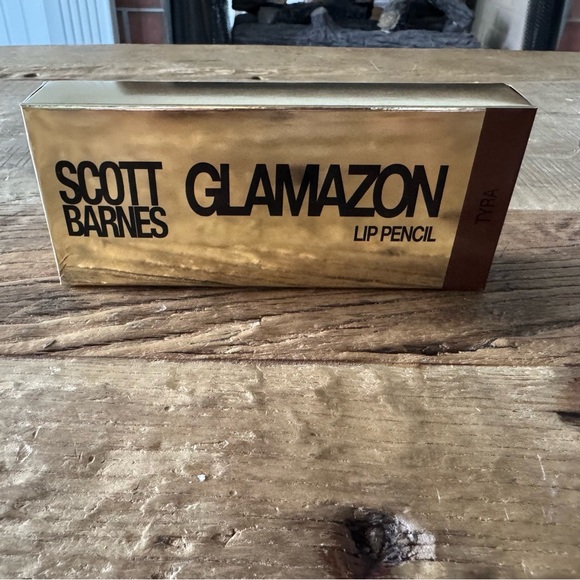 SCOTT
BARNES
GLAMAZON
LIP PENCIL
TYRA